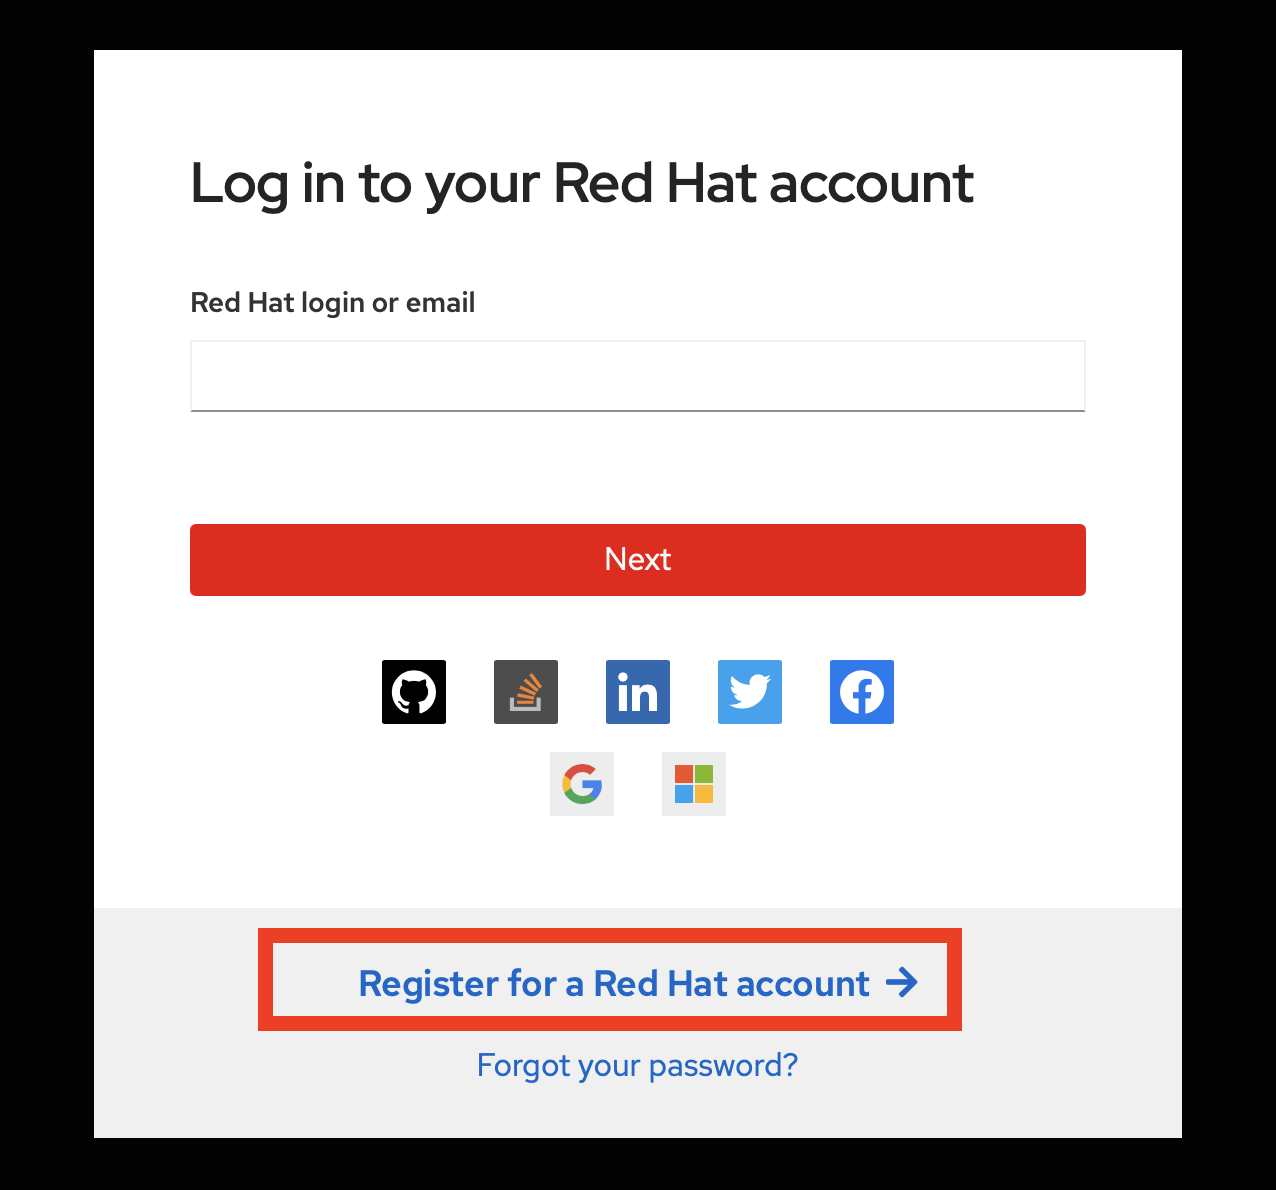 Log in to your Red Hat account
Red Hat login or email
Next
in
Register for a Red Hat account
Forgot your password?